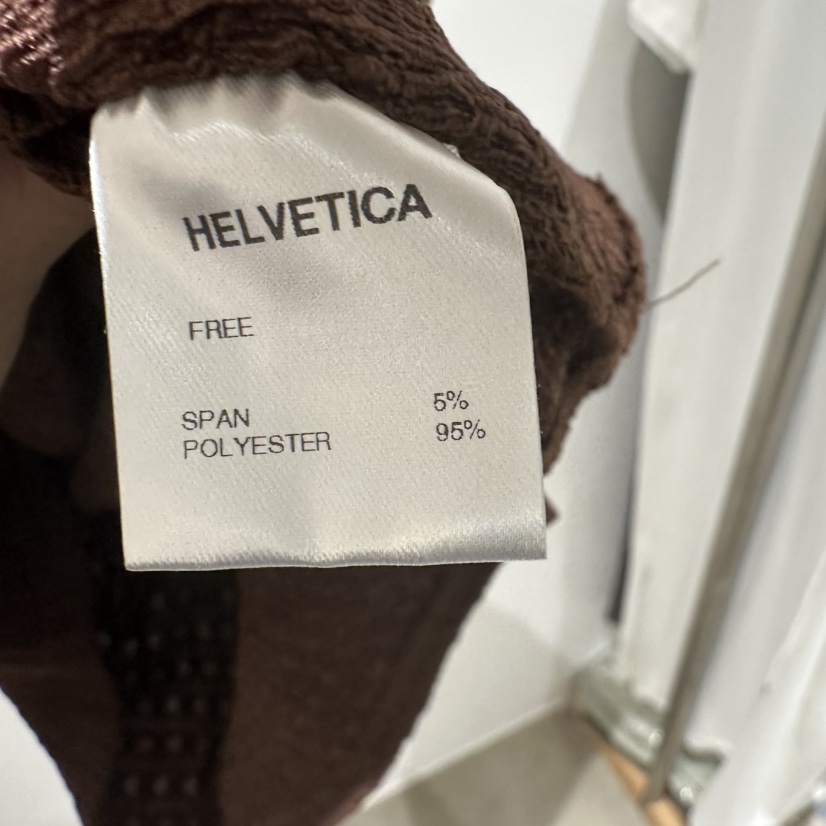 HELVETICA
FREE
SPAN 5%
POLYESTER 95%